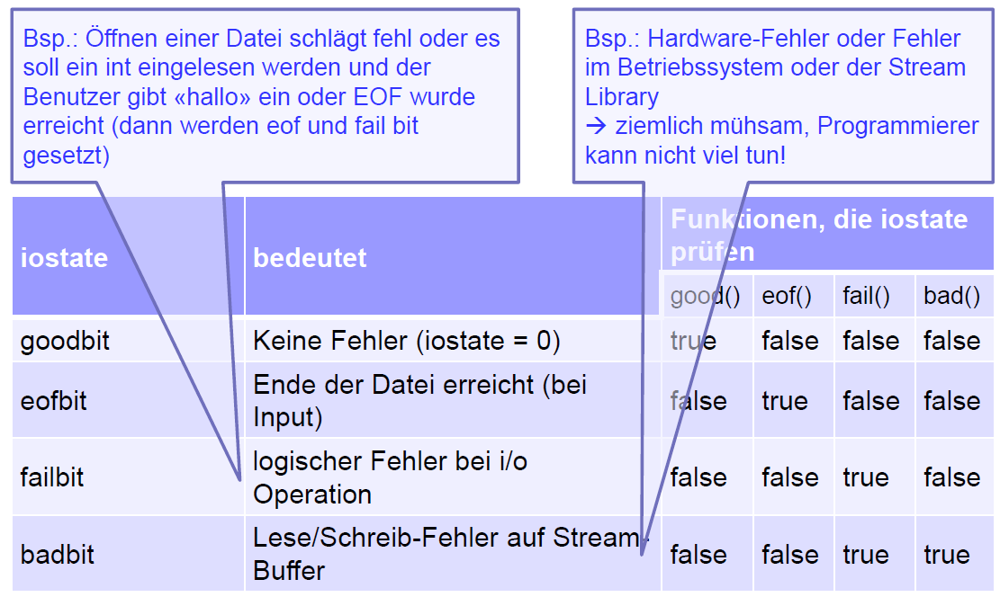 Bsp.: Öffnen einer Datei schlägt fehl oder es
soll ein int eingelesen werden und der
Benutzer gibt «hallo» ein oder EOF wurde
erreicht (dann werden eof und fail bit
gesetzt)
Bsp.: Hardware-Fehler oder Fehler
im Betriebssystem oder der Stream
Library
→ ziemlich mühsam, Programmierer
kann nicht viel tun!
iostate
bedeutet
Funktionen, die iostate
prüfen
good() eof() fail() bad()
goodbit Keine Fehler (iostate = 0) true false false false
eofbit Ende der Datei erreicht (bei
Input) false true false false
failbit logischer Fehler bei i/o
Operation false false true false
badbit Lese/Schreib-Fehler auf Stream-
Buffer false false true true